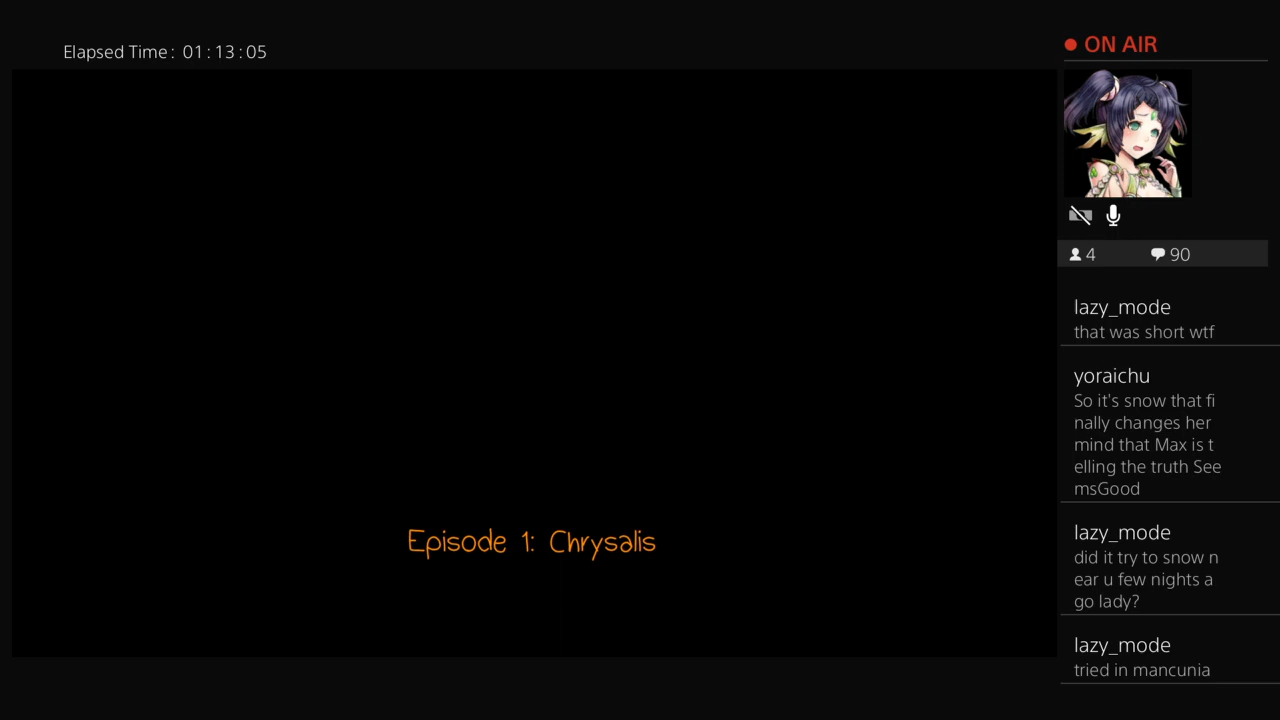 Elapsed Time: 01:13:05
ON AIR
4 90
lazy_mode
that was short wtf
yoraichu
So it's snow that fi
nally changes her
mind that Max is t
elling the truth See
msGood
lazy_mode
did it try to snow n
ear u few nights a
go lady?
lazy_mode
tried in mancunia
Episode 1: Chrysalis